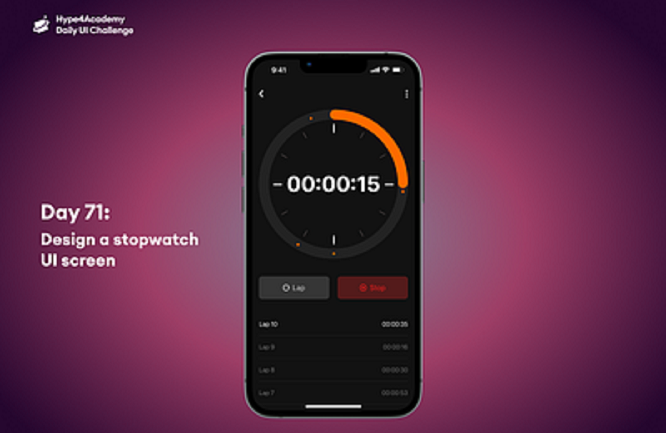 Hype4Academy
Daily UI Challenge
9:41
Day 71:
Design a stopwatch
UI screen
00:00:15
Lap
Stop
Lap 10 00:00:35
Lap 9 00:00:16
Lap 8 00:00:30
Lap 7 00:00:53